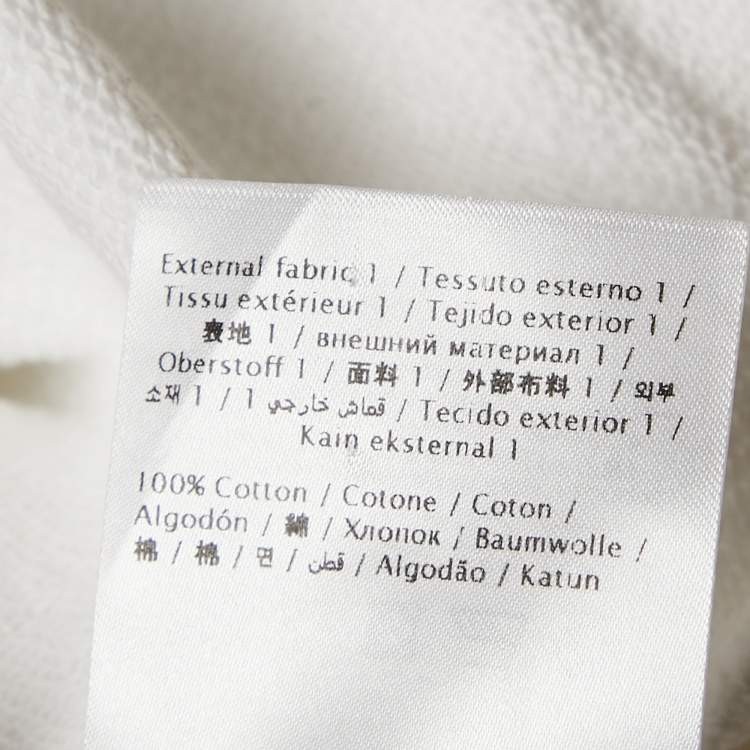 External fabric 1 / Tessuto esterno 1 /
Tissu extérieur 1 / Tejido exterior 1 /
表地 1 / внешний материал 1 /
Oberstoff 1 / 面料 1 / 外部布料 1 / 외부
소재 1 / 1 قماش خارجي / Tecido exterior 1 /
Kain eksternal 1
100% Cotton / Cotone / Coton /
Algodón / 綿 / Хлопок / Baumwolle /
棉 / 棉 / 면 / قطن / Algodão / Katun